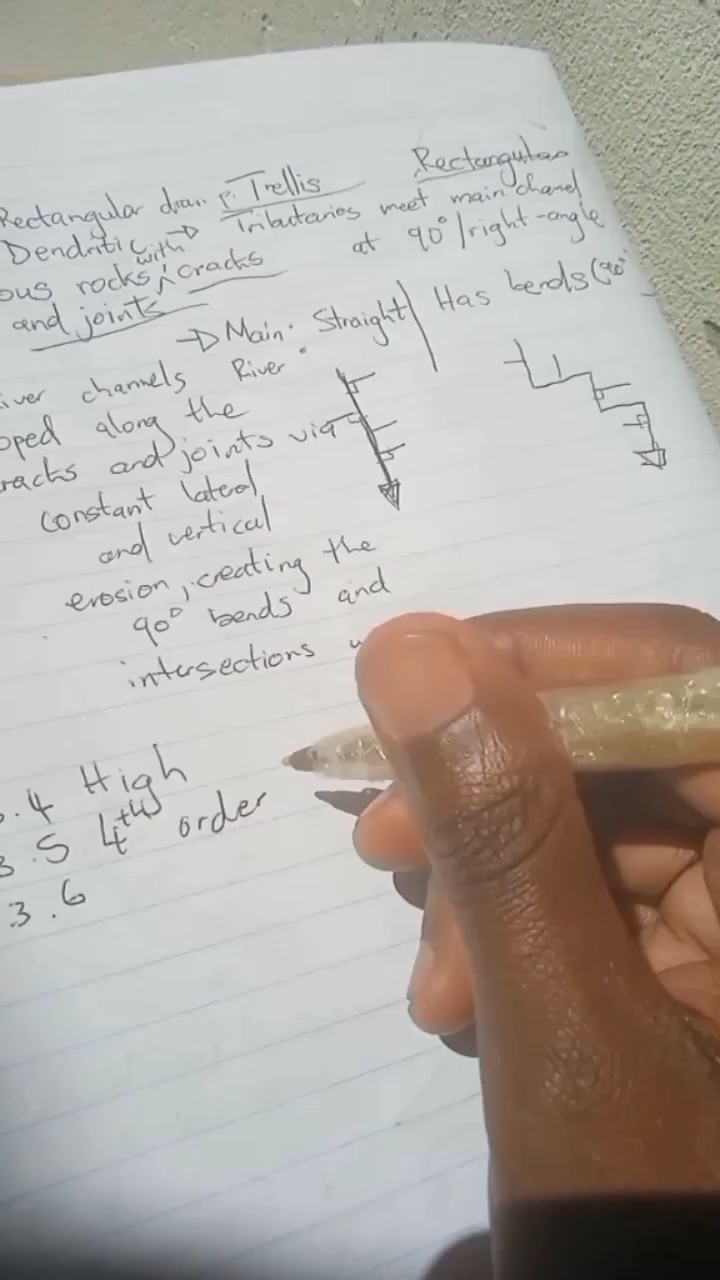 Rectangular drain. p. Trellis Rectangular
Dendritic with → Tributaries meet main channel
ous rocks, cracks at 90°/right-angle
and joints
→ Main: Straight | Has bends (90°
River.
iver channels
oped along the
racks and joints via
constant lateral
and vertical
erosion, creating the
90° bends and
intersections
.4 High
3.5 4th order
3.6